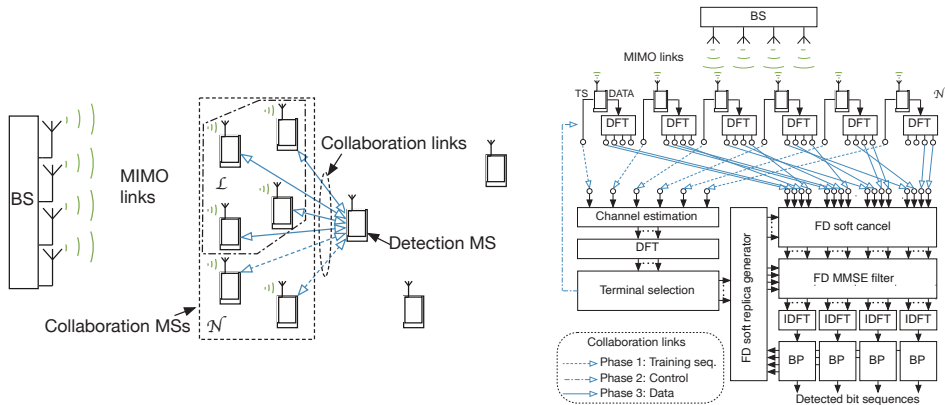 BS
MIMO
links
ℒ
Collaboration links
Detection MS
Collaboration MSs
𝒩
BS
MIMO links
TS
DATA
𝒩
DFT
DFT
DFT
DFT
DFT
DFT
Channel estimation
DFT
Terminal selection
FD soft replica generator
FD soft cancel
FD MMSE filter
IDFT
IDFT
IDFT
IDFT
BP
BP
BP
BP
Collaboration links
Phase 1: Training seq.
Phase 2: Control
Phase 3: Data
Detected bit sequences